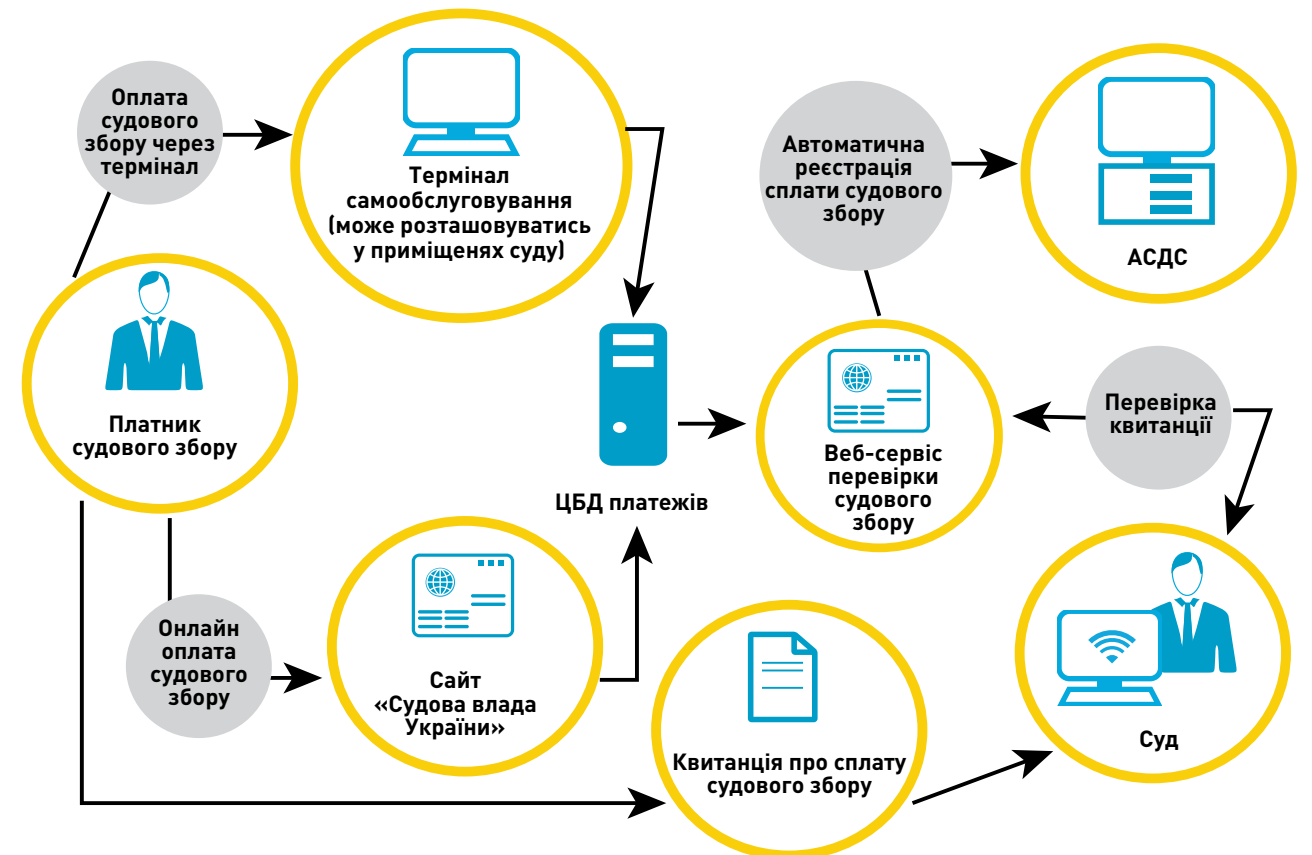 Оплата
судового
збору через
термінал
Термінал
самообслуговування
(може розташовуватись
у приміщенях суду)
Автоматична
реєстрація
сплати судового
збору
АСДС
Платник
судового збору
ЦБД платежів
Веб-сервіс
перевірки
судового
збору
Перевірка
квитанції
Онлайн
оплата
судового
збору
Сайт
«Судова влада
України»
Квитанція про сплату
судового збору
Суд